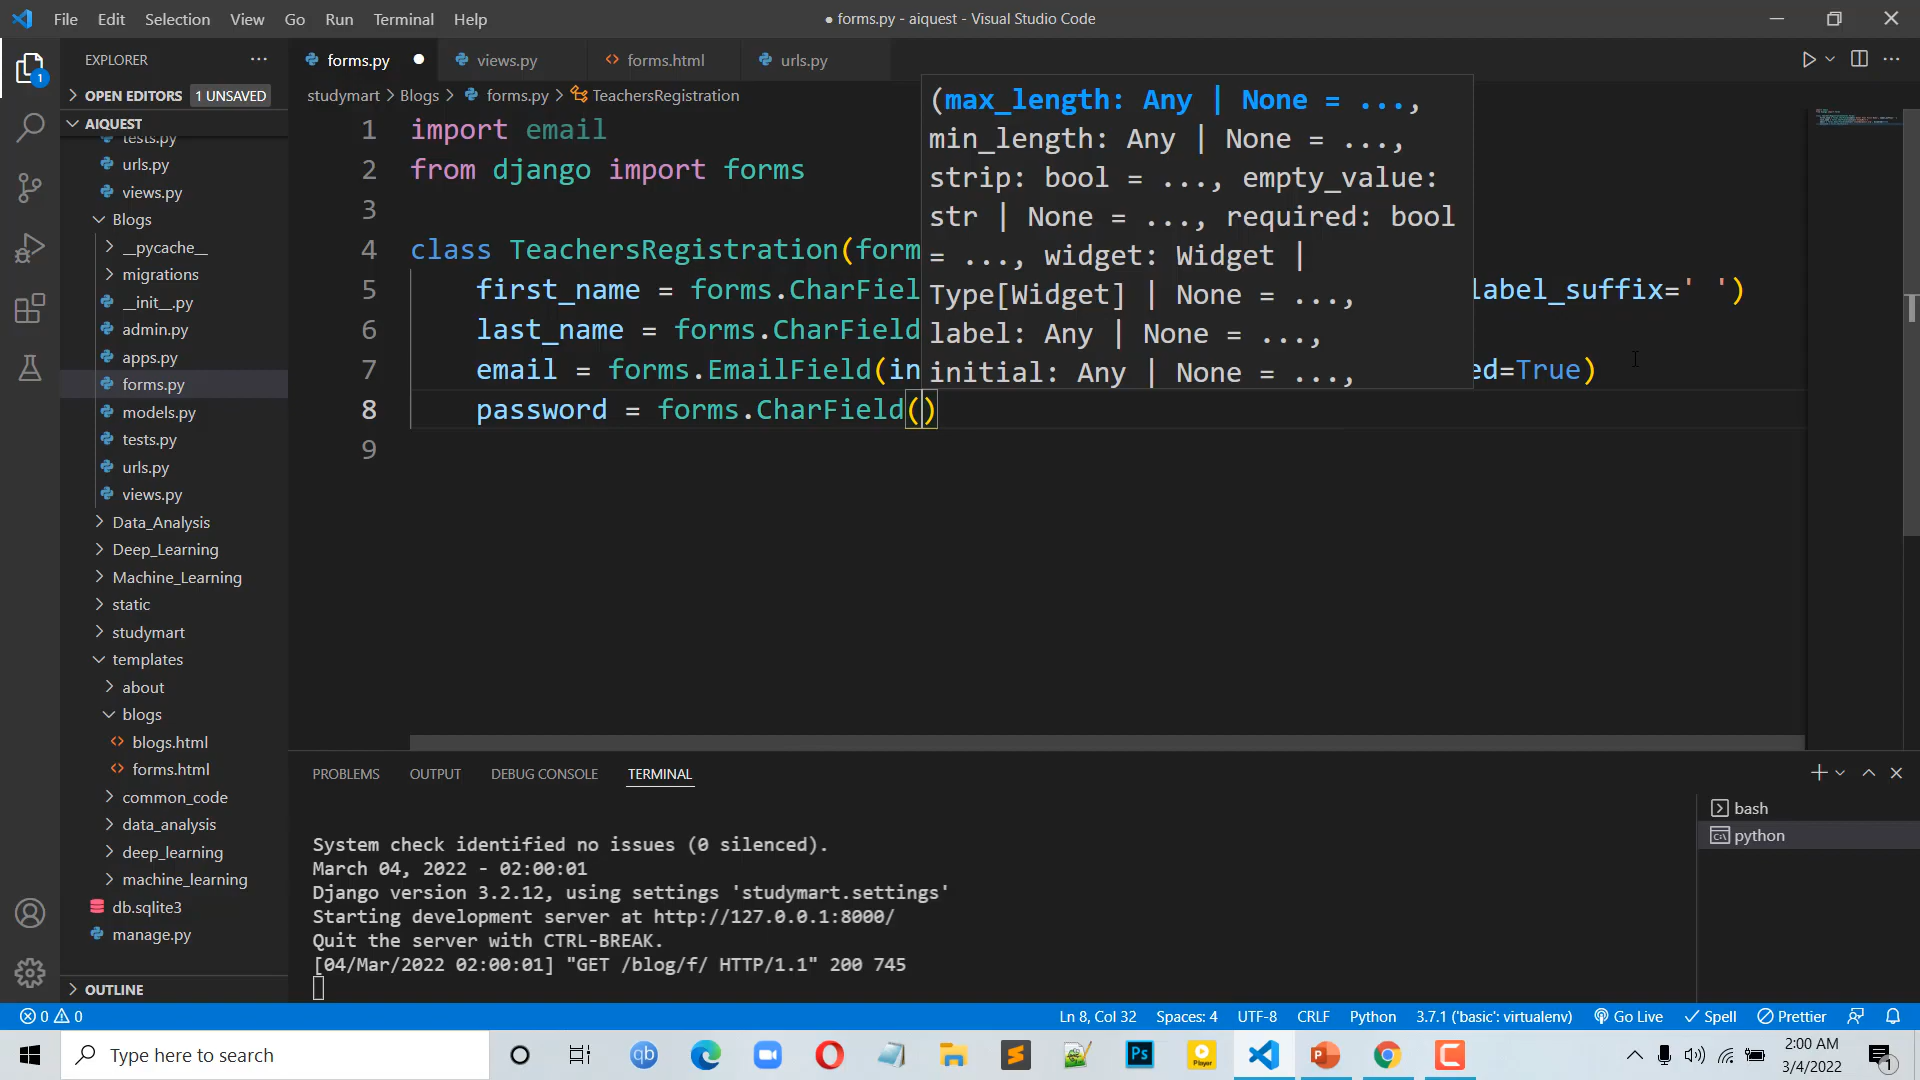 File Edit Selection View Go Run Terminal Help
● forms.py - aiquest - Visual Studio Code
EXPLORER
forms.py
views.py
forms.html
urls.py
OPEN EDITORS 1 UNSAVED
studymart > Blogs > forms.py > TeachersRegistration
AIQUEST
tests.py
urls.py
views.py
Blogs
__pycache__
migrations
__init__.py
admin.py
apps.py
forms.py
models.py
tests.py
urls.py
views.py
Data_Analysis
Deep_Learning
Machine_Learning
static
studymart
templates
about
blogs
blogs.html
forms.html
common_code
data_analysis
deep_learning
machine_learning
db.sqlite3
manage.py
OUTLINE
1 import email
2 from django import forms
3
4 class TeachersRegistration(form
5 first_name = forms.CharFiel label_suffix=' ')
6 last_name = forms.CharField
7 email = forms.EmailField(in ed=True)
8 password = forms.CharField()
9
(max_length: Any | None = ...,
min_length: Any | None = ...,
strip: bool = ..., empty_value:
str | None = ..., required: bool
= ..., widget: Widget |
Type[Widget] | None = ...,
label: Any | None = ...,
initial: Any | None = ...,
PROBLEMS OUTPUT DEBUG CONSOLE TERMINAL
System check identified no issues (0 silenced).
March 04, 2022 - 02:00:01
Django version 3.2.12, using settings 'studymart.settings'
Starting development server at http://127.0.0.1:8000/
Quit the server with CTRL-BREAK.
[04/Mar/2022 02:00:01] "GET /blog/f/ HTTP/1.1" 200 745
bash
python
0 0
Ln 8, Col 32 Spaces: 4 UTF-8 CRLF Python 3.7.1 ('basic': virtualenv) Go Live Spell Prettier
Type here to search
qb
Ps
Player
P
C
2:00 AM
3/4/2022
1
1